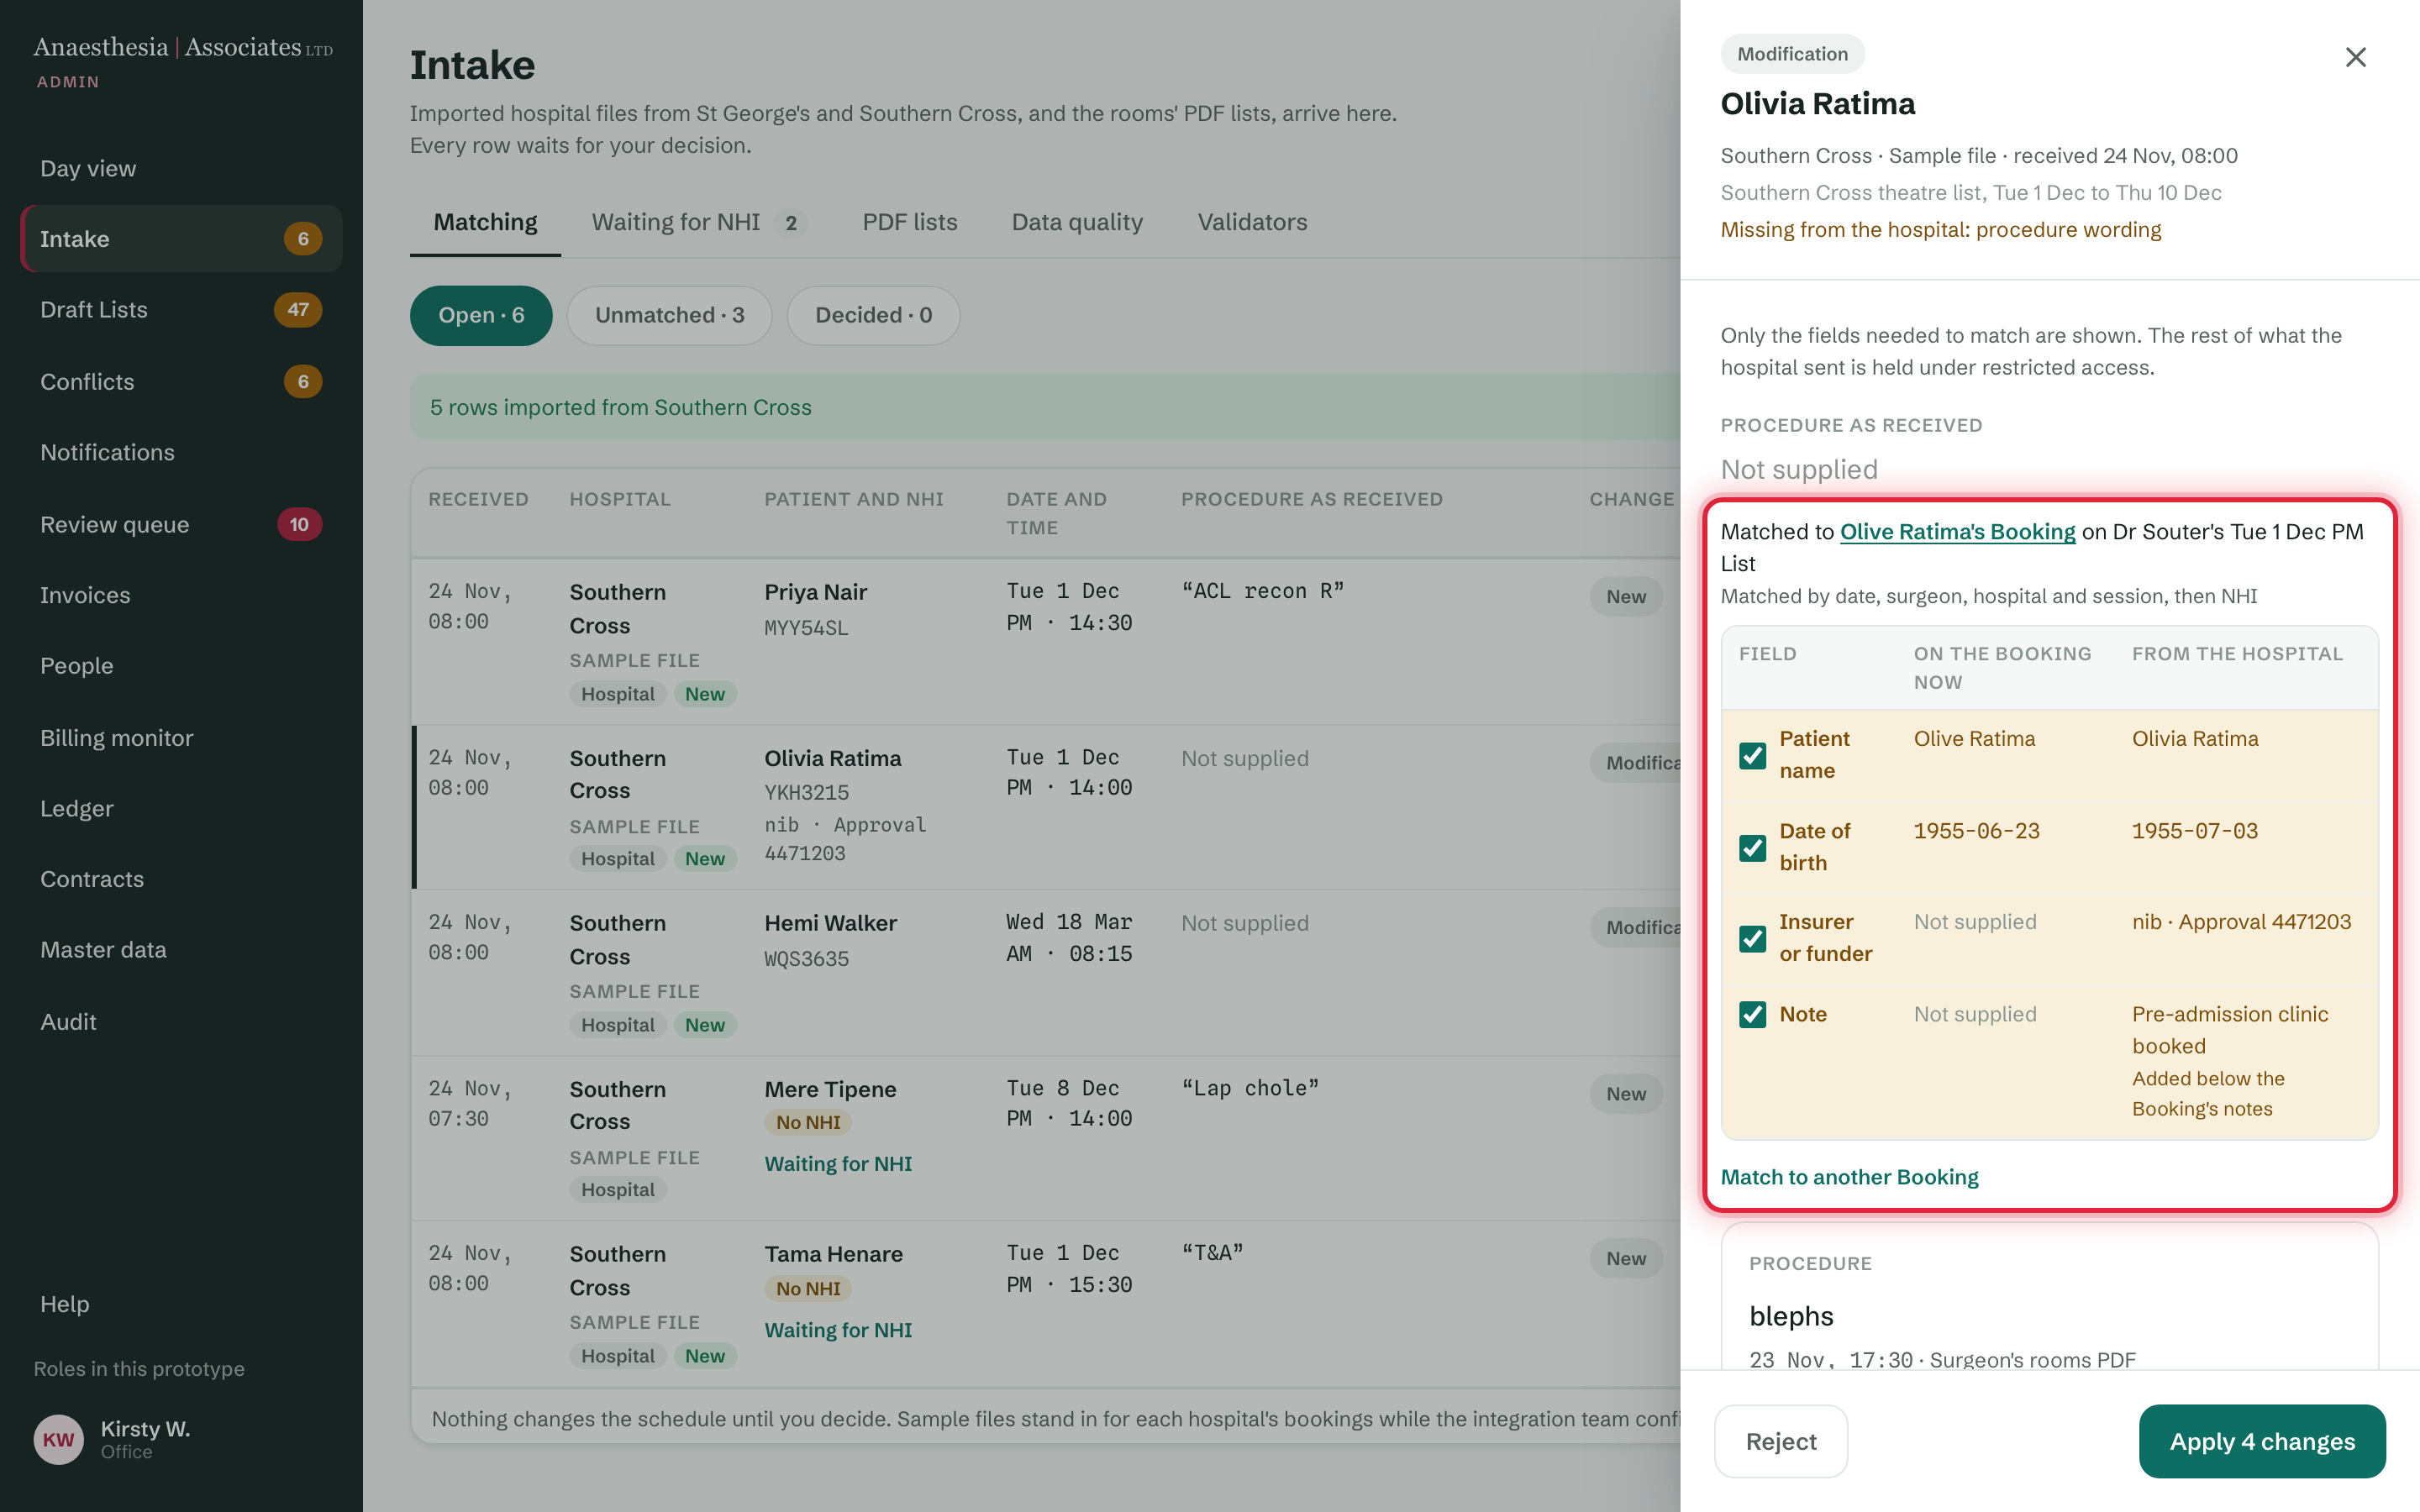 Anaesthesia | Associates LTD
ADMIN
Day view
Intake 6
Draft Lists 47
Conflicts 6
Notifications
Review queue 10
Invoices
People
Billing monitor
Ledger
Contracts
Master data
Audit
Help
Roles in this prototype
KW
Kirsty W.
Office
Intake
Imported hospital files from St George's and Southern Cross, and the rooms' PDF lists, arrive here.
Every row waits for your decision.
Matching Waiting for NHI 2 PDF lists Data quality Validators
Open · 6 Unmatched · 3 Decided · 0
5 rows imported from Southern Cross
RECEIVED HOSPITAL PATIENT AND NHI DATE AND PROCEDURE AS RECEIVED CHANGE
TIME
24 Nov, Southern Priya Nair Tue 1 Dec “ACL recon R” New
08:00 Cross MYY54SL PM · 14:30
SAMPLE FILE
Hospital New
24 Nov, Southern Olivia Ratima Tue 1 Dec Not supplied Modifica
08:00 Cross YKH3215 PM · 14:00
SAMPLE FILE nib · Approval
Hospital New 4471203
24 Nov, Southern Hemi Walker Wed 18 Mar Not supplied Modifica
08:00 Cross WQS3635 AM · 08:15
SAMPLE FILE
Hospital New
24 Nov, Southern Mere Tipene Tue 8 Dec “Lap chole” New
07:30 Cross No NHI PM · 14:00
SAMPLE FILE Waiting for NHI
Hospital
24 Nov, Southern Tama Henare Tue 1 Dec “T&A” New
08:00 Cross No NHI PM · 15:30
SAMPLE FILE Waiting for NHI
Hospital New
Nothing changes the schedule until you decide. Sample files stand in for each hospital's bookings while the integration team confi
Modification
Olivia Ratima
Southern Cross · Sample file · received 24 Nov, 08:00
Southern Cross theatre list, Tue 1 Dec to Thu 10 Dec
Missing from the hospital: procedure wording
Only the fields needed to match are shown. The rest of what the
hospital sent is held under restricted access.
PROCEDURE AS RECEIVED
Not supplied
Matched to Olive Ratima's Booking on Dr Souter's Tue 1 Dec PM
List
Matched by date, surgeon, hospital and session, then NHI
FIELD ON THE BOOKING FROM THE HOSPITAL
NOW
Patient Olive Ratima Olivia Ratima
name
Date of 1955-06-23 1955-07-03
birth
Insurer Not supplied nib · Approval 4471203
or funder
Note Not supplied Pre-admission clinic
booked
Added below the
Booking's notes
Match to another Booking
PROCEDURE
blephs
23 Nov, 17:30 · Surgeon's rooms PDF
Reject Apply 4 changes